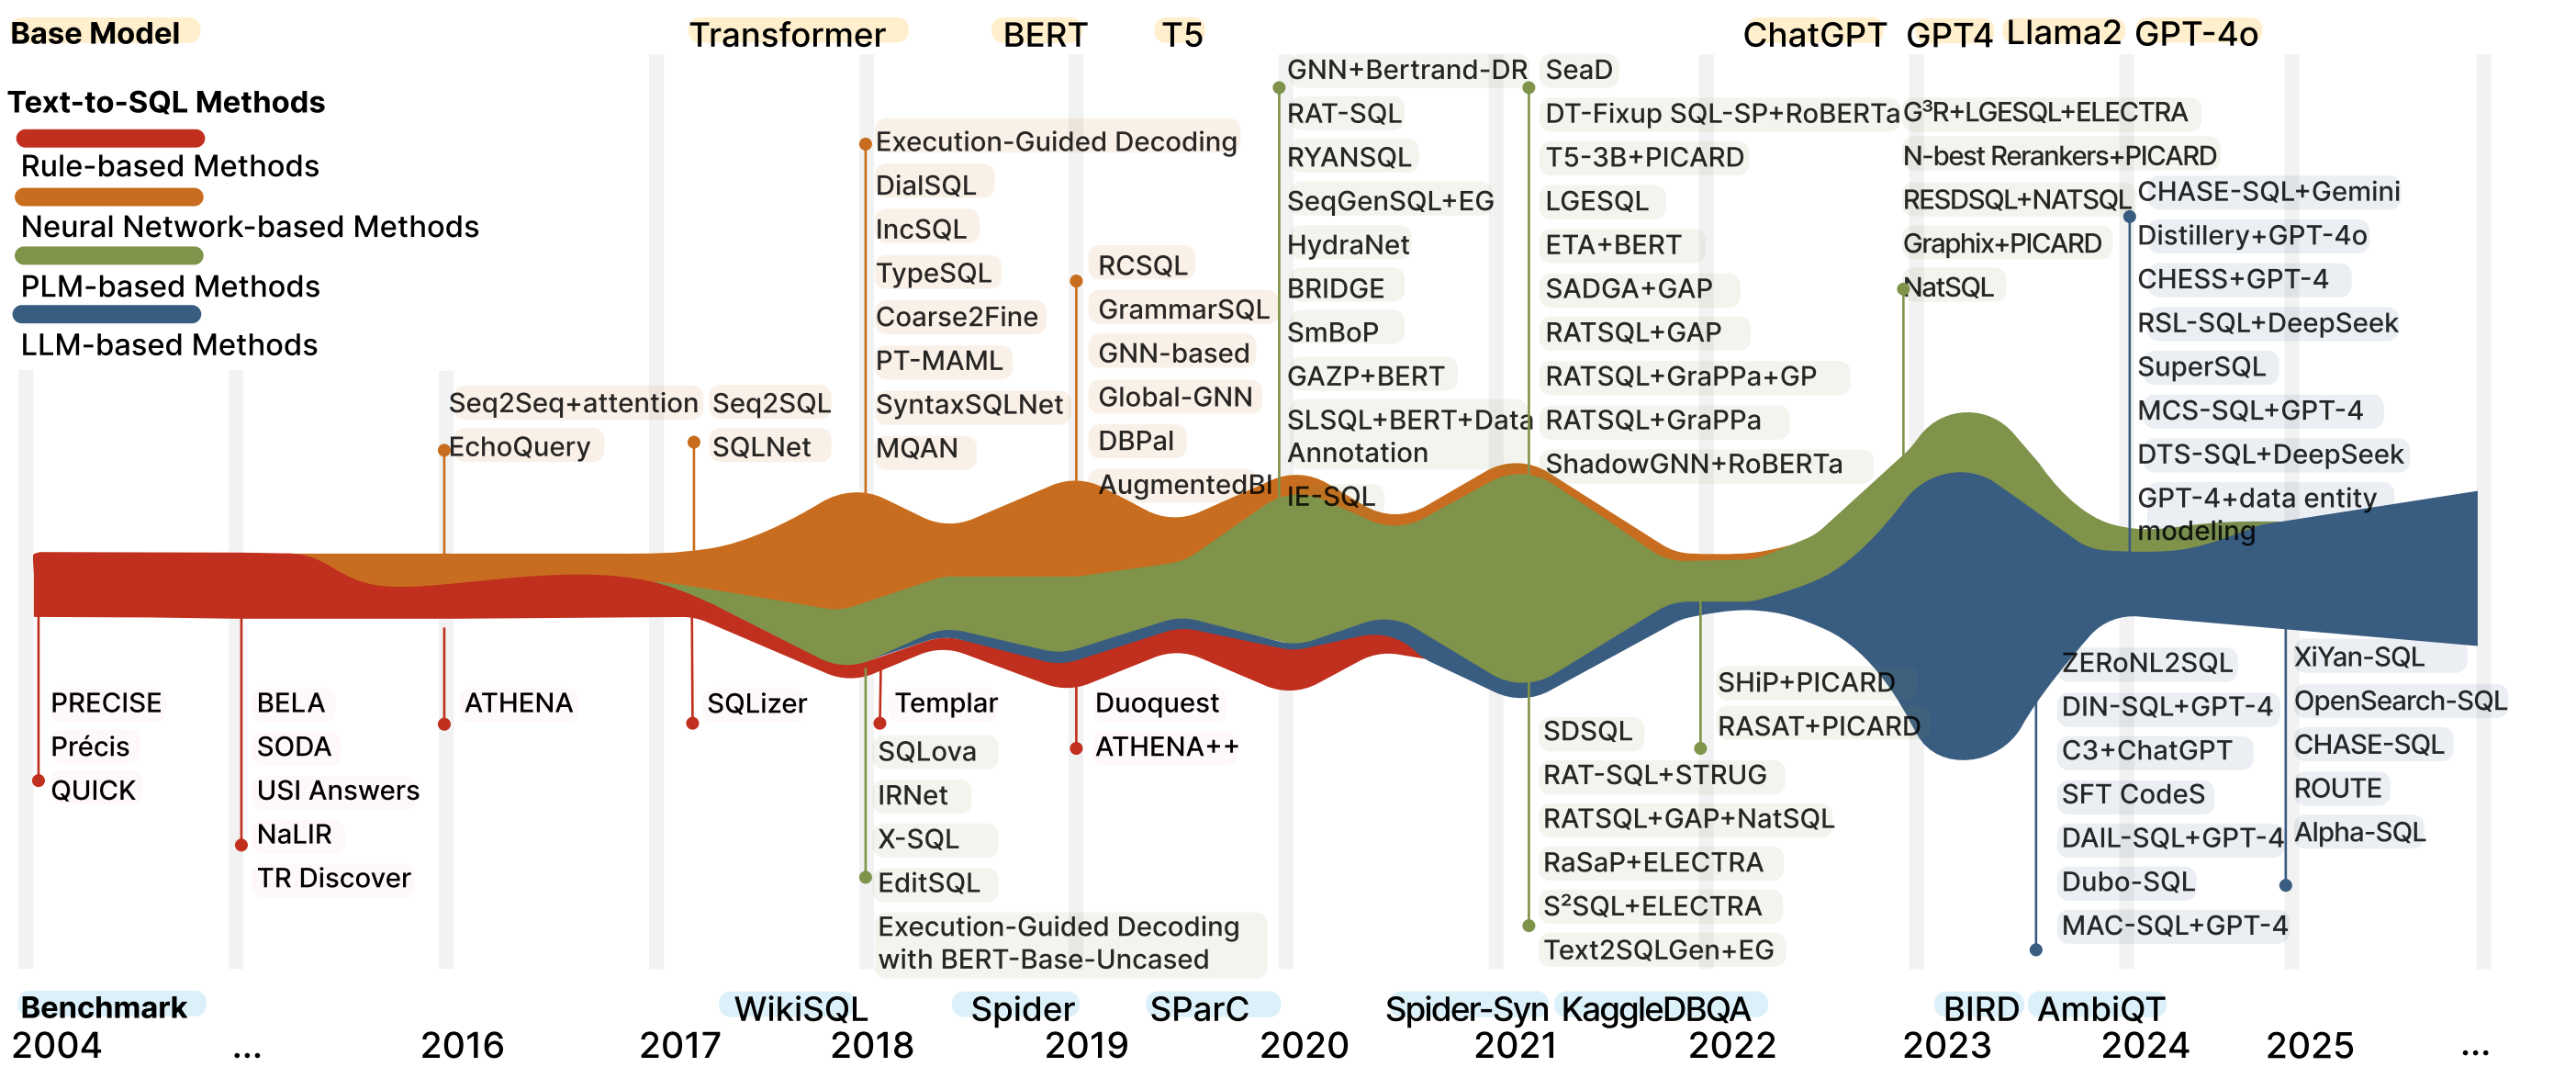 Base Model
Transformer
BERT
T5
ChatGPT
GPT4
Llama2
GPT-4o
Text-to-SQL Methods
Rule-based Methods
Neural Network-based Methods
PLM-based Methods
LLM-based Methods
Seq2Seq+attention
EchoQuery
Seq2SQL
SQLNet
Execution-Guided Decoding
DialSQL
IncSQL
TypeSQL
Coarse2Fine
PT-MAML
SyntaxSQLNet
MQAN
RCSQL
GrammarSQL
GNN-based
Global-GNN
DBPal
AugmentedBI
GNN+Bertrand-DR
RAT-SQL
RYANSQL
SeqGenSQL+EG
HydraNet
BRIDGE
SmBoP
GAZP+BERT
SLSQL+BERT+Data
Annotation
IE-SQL
SeaD
DT-Fixup SQL-SP+RoBERTa
T5-3B+PICARD
LGESQL
ETA+BERT
SADGA+GAP
RATSQL+GAP
RATSQL+GraPPa+GP
RATSQL+GraPPa
ShadowGNN+RoBERTa
G³R+LGESQL+ELECTRA
N-best Rerankers+PICARD
RESDSQL+NATSQL
Graphix+PICARD
NatSQL
CHASE-SQL+Gemini
Distillery+GPT-4o
CHESS+GPT-4
RSL-SQL+DeepSeek
SuperSQL
MCS-SQL+GPT-4
DTS-SQL+DeepSeek
GPT-4+data entity
modeling
PRECISE
Précis
QUICK
BELA
SODA
USI Answers
NaLIR
TR Discover
ATHENA
SQLizer
Templar
SQLova
IRNet
X-SQL
EditSQL
Execution-Guided Decoding
with BERT-Base-Uncased
Duoquest
ATHENA++
SDSQL
RAT-SQL+STRUG
RATSQL+GAP+NatSQL
RaSaP+ELECTRA
S²SQL+ELECTRA
Text2SQLGen+EG
SHiP+PICARD
RASAT+PICARD
ZERoNL2SQL
DIN-SQL+GPT-4
C3+ChatGPT
SFT CodeS
DAIL-SQL+GPT-4
Dubo-SQL
MAC-SQL+GPT-4
XiYan-SQL
OpenSearch-SQL
CHASE-SQL
ROUTE
Alpha-SQL
Benchmark
WikiSQL
Spider
SParC
Spider-Syn
KaggleDBQA
BIRD
AmbiQT
2004
...
2016
2017
2018
2019
2020
2021
2022
2023
2024
2025
...